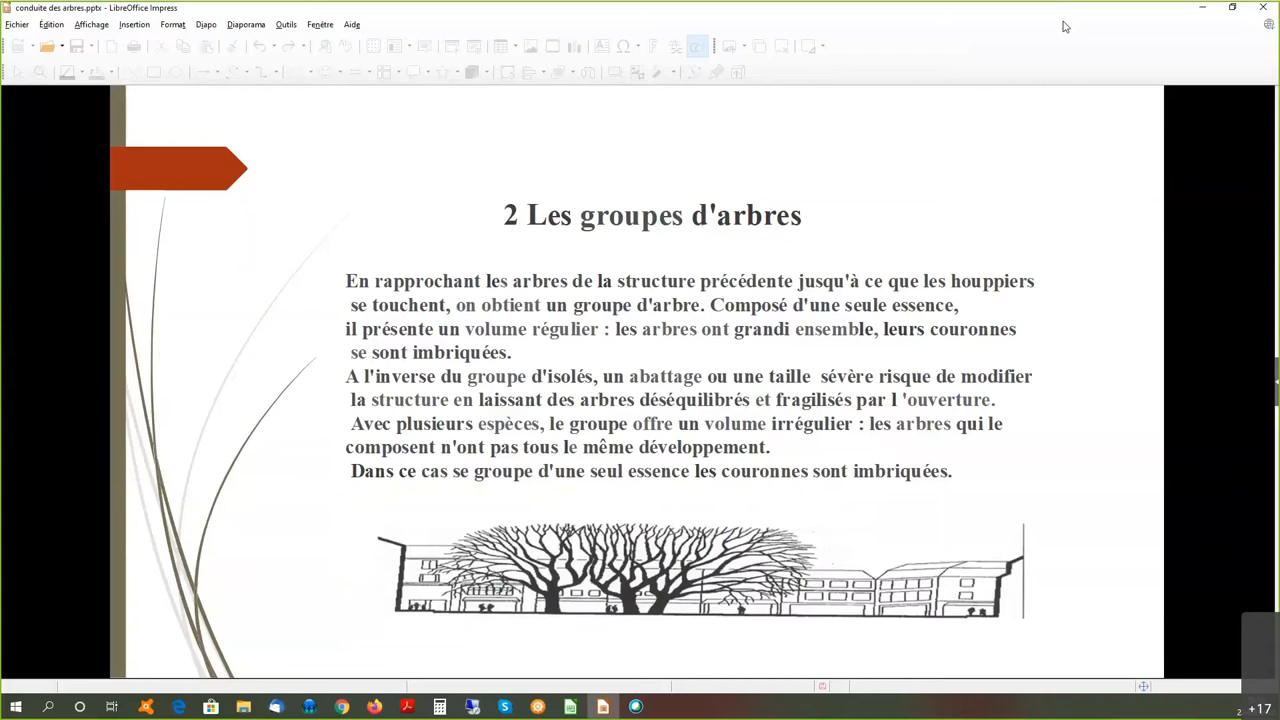 conduite des arbres.pptx - LibreOffice Impress
Fichier Édition Affichage Insertion Format Diapo Diaporama Outils Fenêtre Aide
2 Les groupes d'arbres
En rapprochant les arbres de la structure précédente jusqu'à ce que les houppiers
se touchent, on obtient un groupe d'arbre. Composé d'une seule essence,
il présente un volume régulier : les arbres ont grandi ensemble, leurs couronnes
se sont imbriquées.
A l'inverse du groupe d'isolés, un abattage ou une taille sévère risque de modifier
la structure en laissant des arbres déséquilibrés et fragilisés par l 'ouverture.
Avec plusieurs espèces, le groupe offre un volume irrégulier : les arbres qui le
composent n'ont pas tous le même développement.
Dans ce cas se groupe d'une seul essence les couronnes sont imbriquées.
2 +17